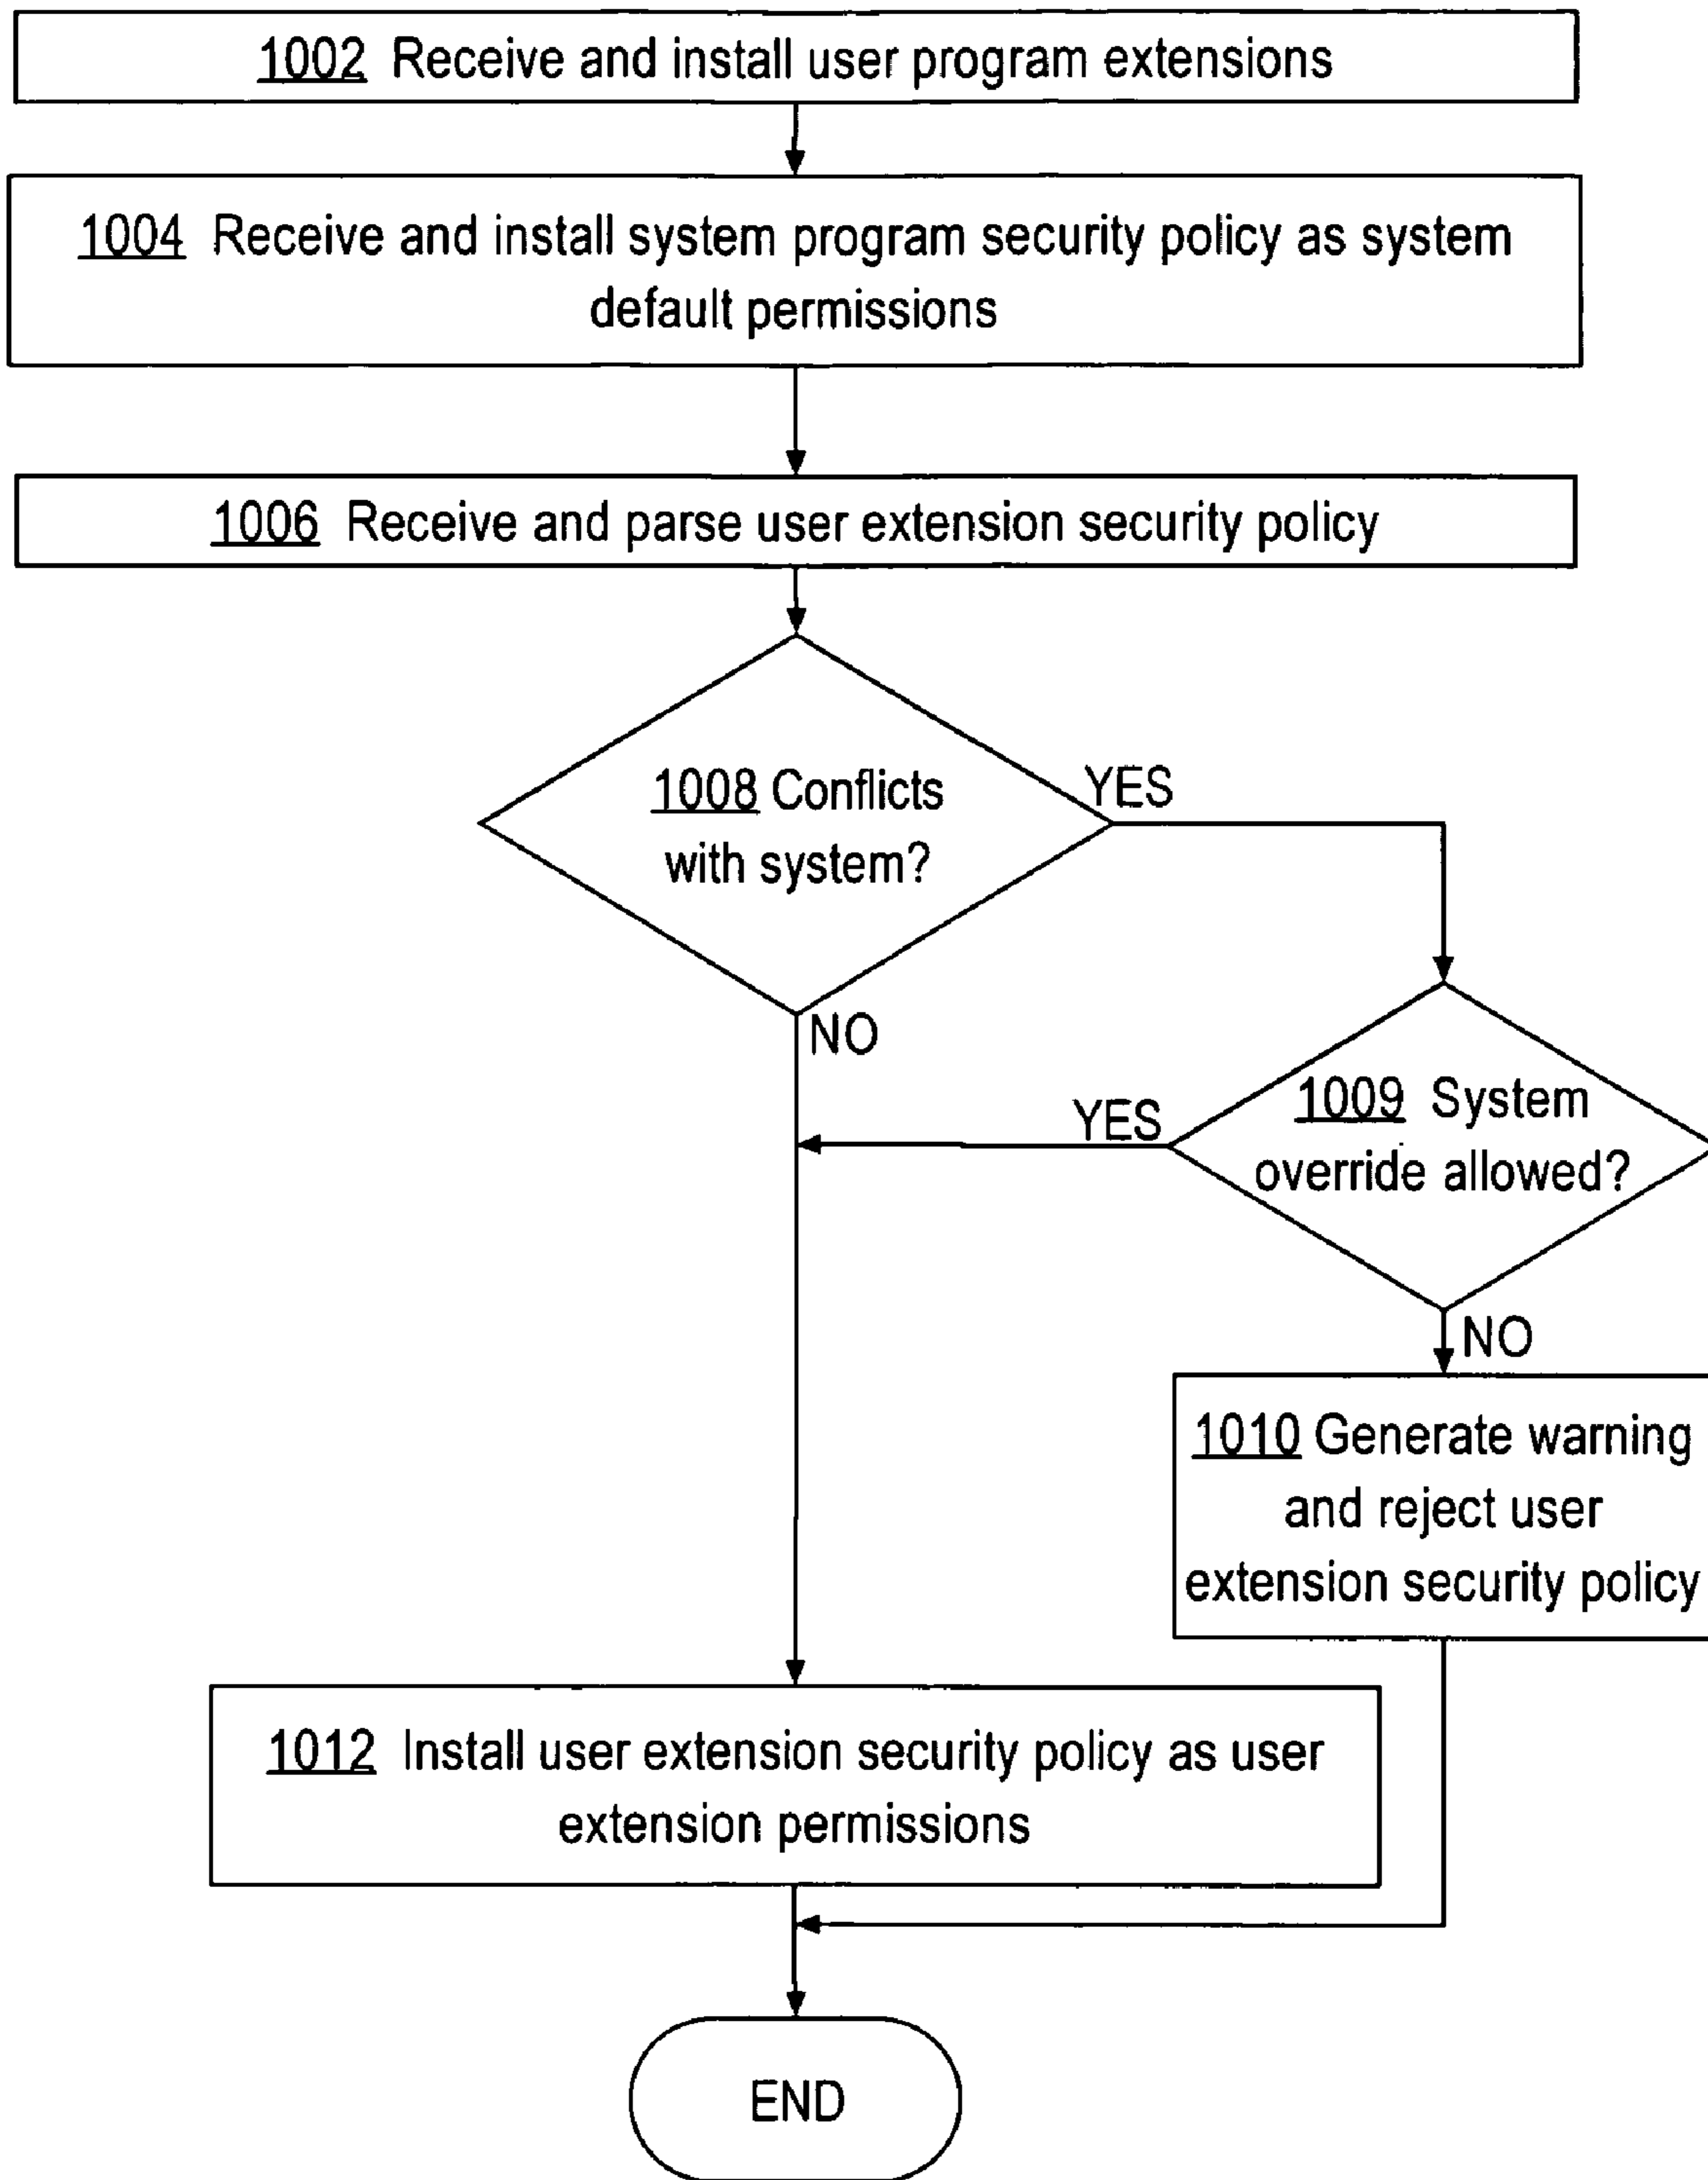 1002 Receive and install user program extensions
1004 Receive and install system program security policy as system
default permissions
1006 Receive and parse user extension security policy
1008 Conflicts
with system?
YES
NO
1009 System
override allowed?
YES
NO
1010 Generate warning
and reject user
extension security policy
1012 Install user extension security policy as user
extension permissions
END